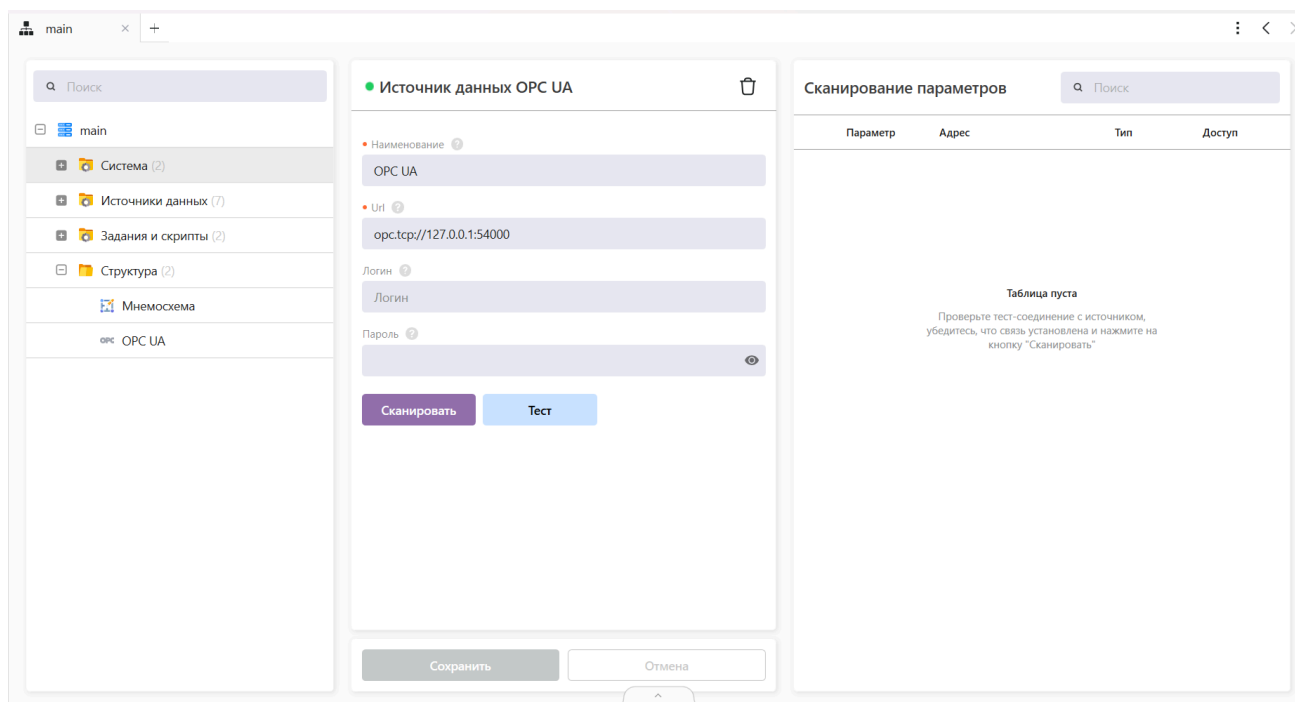 main
Поиск
main
Система (2)
Источники данных (7)
Задания и скрипты (2)
Структура (2)
Мнемосхема
OPC OPC UA
Источник данных OPC UA
• Наименование ?
OPC UA
• Url ?
opc.tcp://127.0.0.1:54000
Логин ?
Логин
Пароль ?
Сканировать
Тест
Сохранить
Отмена
Сканирование параметров
Поиск
Параметр Адрес Тип Доступ
Таблица пуста
Проверьте тест-соединение с источником,
убедитесь, что связь установлена и нажмите на
кнопку "Сканировать"